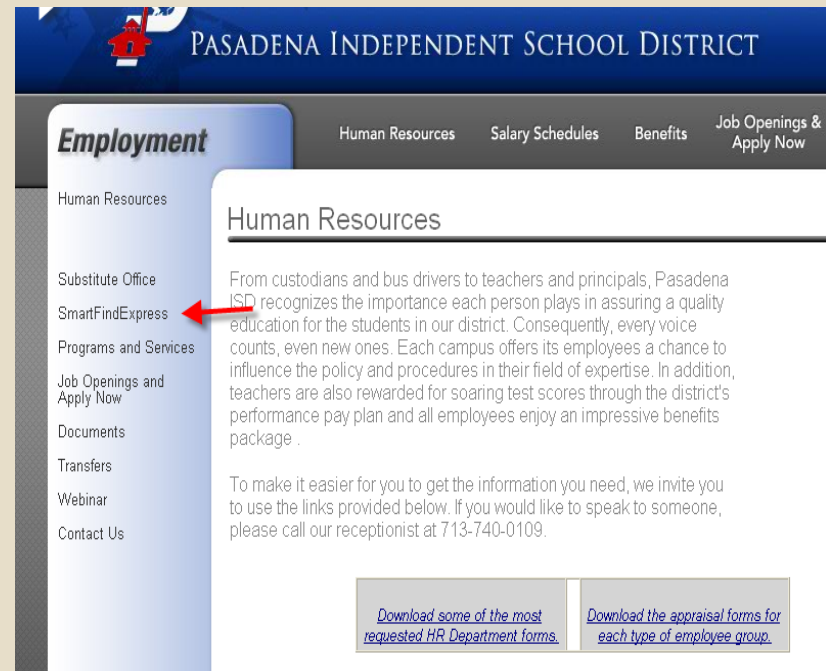 PASADENA INDEPENDENT SCHOOL DISTRICT
Employment
Human Resources
Salary Schedules
Benefits
Job Openings &
Apply Now
Human Resources
Substitute Office
SmartFindExpress
Programs and Services
Job Openings and
Apply Now
Documents
Transfers
Webinar
Contact Us
Human Resources
From custodians and bus drivers to teachers and principals, Pasadena
ISD recognizes the importance each person plays in assuring a quality
education for the students in our district. Consequently, every voice
counts, even new ones. Each campus offers its employees a chance to
influence the policy and procedures in their field of expertise. In addition,
teachers are also rewarded for soaring test scores through the district's
performance pay plan and all employees enjoy an impressive benefits
package .
To make it easier for you to get the information you need, we invite you
to use the links provided below. If you would like to speak to someone,
please call our receptionist at 713-740-0109.
Download some of the most
requested HR Department forms.
Download the appraisal forms for
each type of employee group.